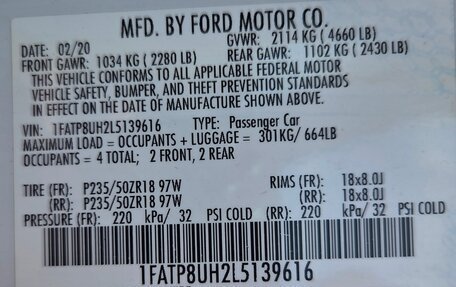 MFD. BY FORD MOTOR CO.
DATE: 02/20 GVWR: 2114 KG ( 4660 LB)
FRONT GAWR: 1034 KG ( 2280 LB) REAR GAWR: 1102 KG ( 2430 LB)
THIS VEHICLE CONFORMS TO ALL APPLICABLE FEDERAL MOTOR
VEHICLE SAFETY, BUMPER, AND THEFT PREVENTION STANDARDS
IN EFFECT ON THE DATE OF MANUFACTURE SHOWN ABOVE.
VIN: 1FATP8UH2L5139616 TYPE: Passenger Car
MAXIMUM LOAD = OCCUPANTS + LUGGAGE = 301KG/ 664LB
OCCUPANTS = 4 TOTAL; 2 FRONT, 2 REAR
TIRE (FR): P235/50ZR18 97W RIMS (FR): 18x8.0J
(RR): P235/50ZR18 97W (RR): 18x8.0J
PRESSURE (FR): 220 kPa/ 32 PSI COLD (RR): 220 kPa/ 32 PSI COLD
1FATP8UH2L5139616